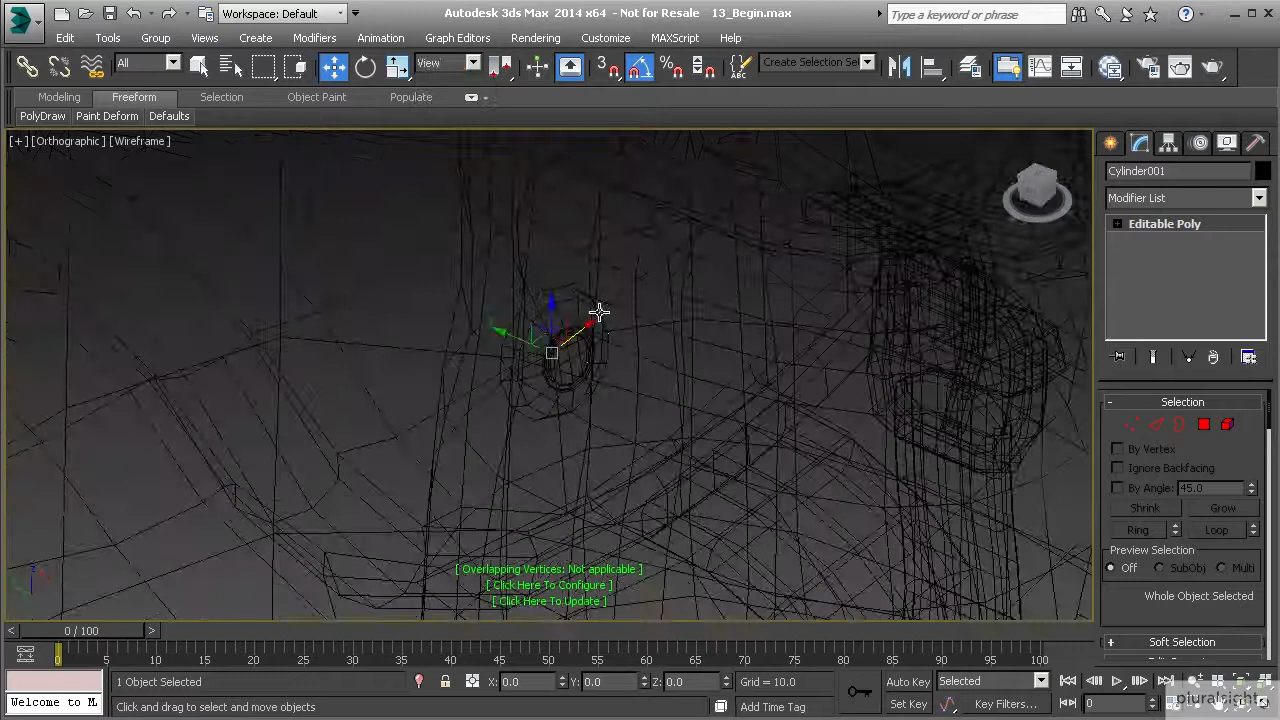 Workspace: Default
Autodesk 3ds Max 2014 x64 - Not for Resale 13_Begin.max
Type a keyword or phrase
Edit Tools Group Views Create Modifiers Animation Graph Editors Rendering Customize MAXScript Help
All View 3 Create Selection Se
Modeling Freeform Selection Object Paint Populate
PolyDraw Paint Deform Defaults
[+][Orthographic][Wireframe]
Cylinder001
Modifier List
Editable Poly
Selection
By Vertex
Ignore Backfacing
By Angle: 45.0
Shrink Grow
Ring Loop
Preview Selection
Off SubObj Multi
Whole Object Selected
Soft Selection
[ Overlapping Vertices: Not applicable ]
[ Click Here To Configure ]
[ Click Here To Update ]
z
< 0 / 100 >
0 5 10 15 20 25 30 35 40 45 50 55 60 65 70 75 80 85 90 95 100
1 Object Selected X: 0.0 Y: 0.0 Z: 0.0 Grid = 10.0 Auto Key Selected
Welcome to M Click and drag to select and move objects Add Time Tag Set Key Key Filters... 0
pluralsight